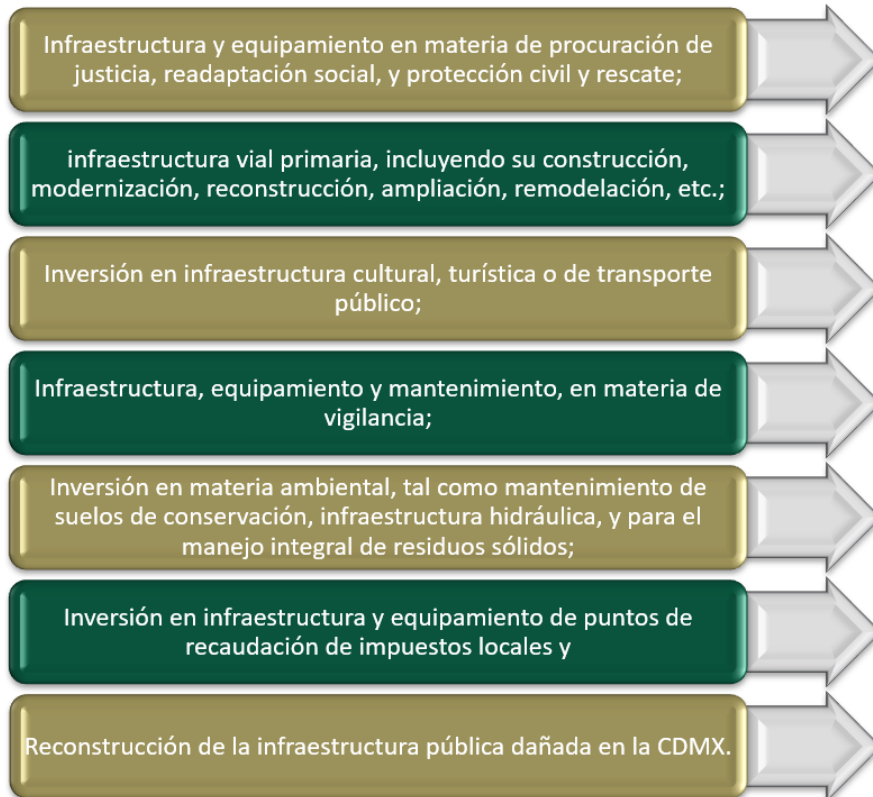 Infraestructura y equipamiento en materia de procuración de
justicia, readaptación social, y protección civil y rescate;
infraestructura vial primaria, incluyendo su construcción,
modernización, reconstrucción, ampliación, remodelación, etc.;
Inversión en infraestructura cultural, turística o de transporte
público;
Infraestructura, equipamiento y mantenimiento, en materia de
vigilancia;
Inversión en materia ambiental, tal como mantenimiento de
suelos de conservación, infraestructura hidráulica, y para el
manejo integral de residuos sólidos;
Inversión en infraestructura y equipamiento de puntos de
recaudación de impuestos locales y
Reconstrucción de la infraestructura pública dañada en la CDMX.